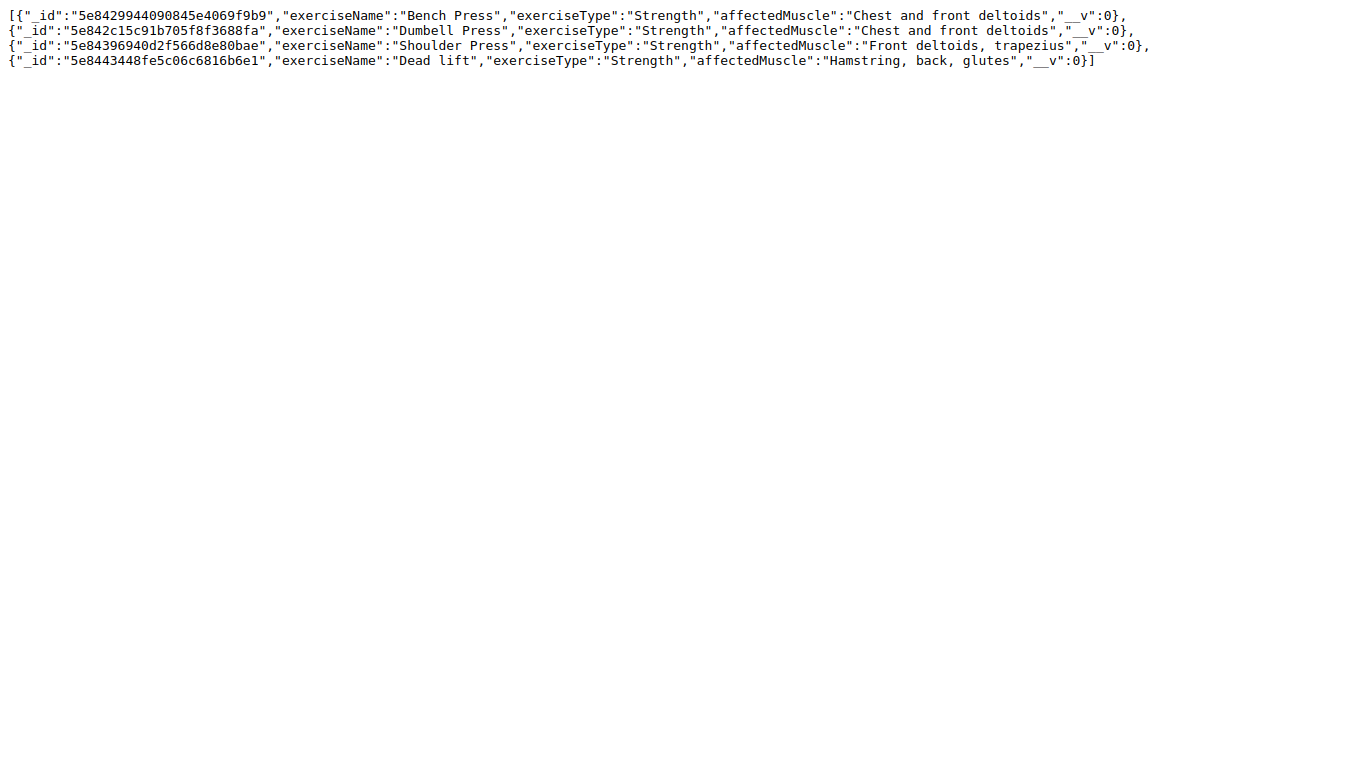 [{"_id":"5e8429944090845e4069f9b9","exerciseName":"Bench Press","exerciseType":"Strength","affectedMuscle":"Chest and front deltoids","__v":0},
{"_id":"5e842c15c91b705f8f3688fa","exerciseName":"Dumbell Press","exerciseType":"Strength","affectedMuscle":"Chest and front deltoids","__v":0},
{"_id":"5e84396940d2f566d8e80bae","exerciseName":"Shoulder Press","exerciseType":"Strength","affectedMuscle":"Front deltoids, trapezius","__v":0},
{"_id":"5e8443448fe5c06c6816b6e1","exerciseName":"Dead lift","exerciseType":"Strength","affectedMuscle":"Hamstring, back, glutes","__v":0}]